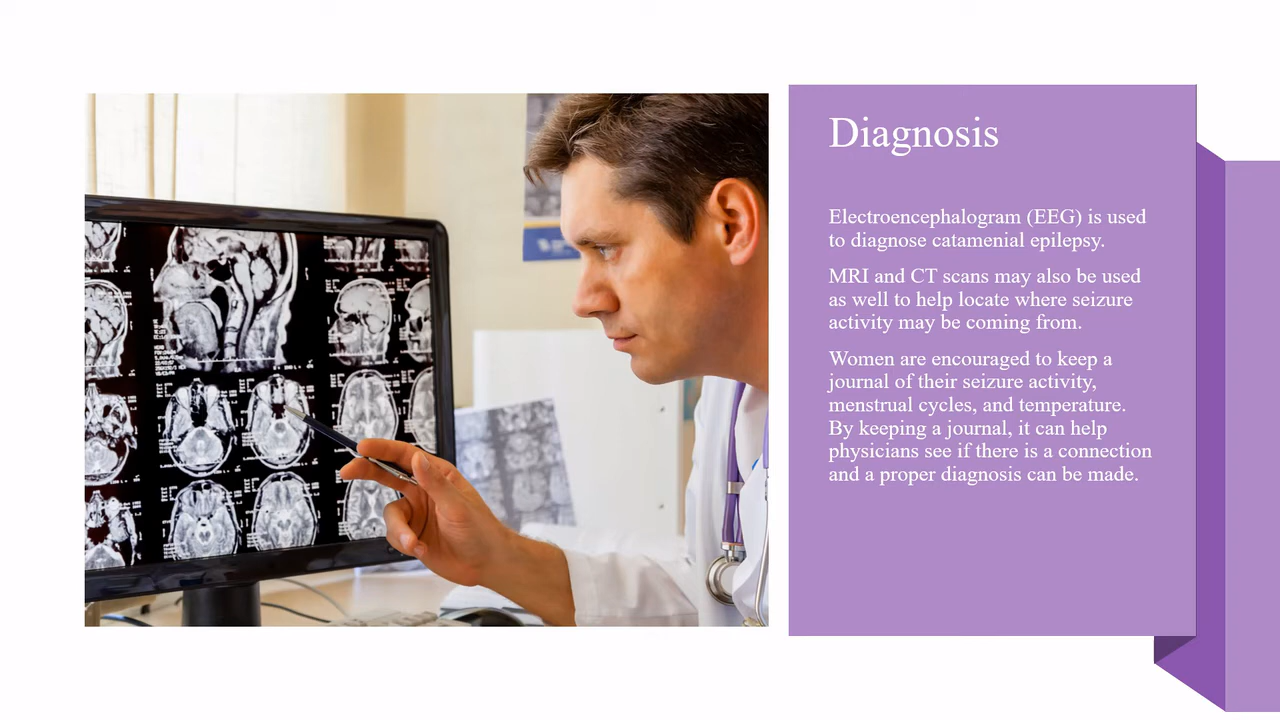 Diagnosis
Electroencephalogram (EEG) is used
to diagnose catamenial epilepsy.
MRI and CT scans may also be used
as well to help locate where seizure
activity may be coming from.
Women are encouraged to keep a
journal of their seizure activity,
menstrual cycles, and temperature.
By keeping a journal, it can help
physicians see if there is a connection
and a proper diagnosis can be made.